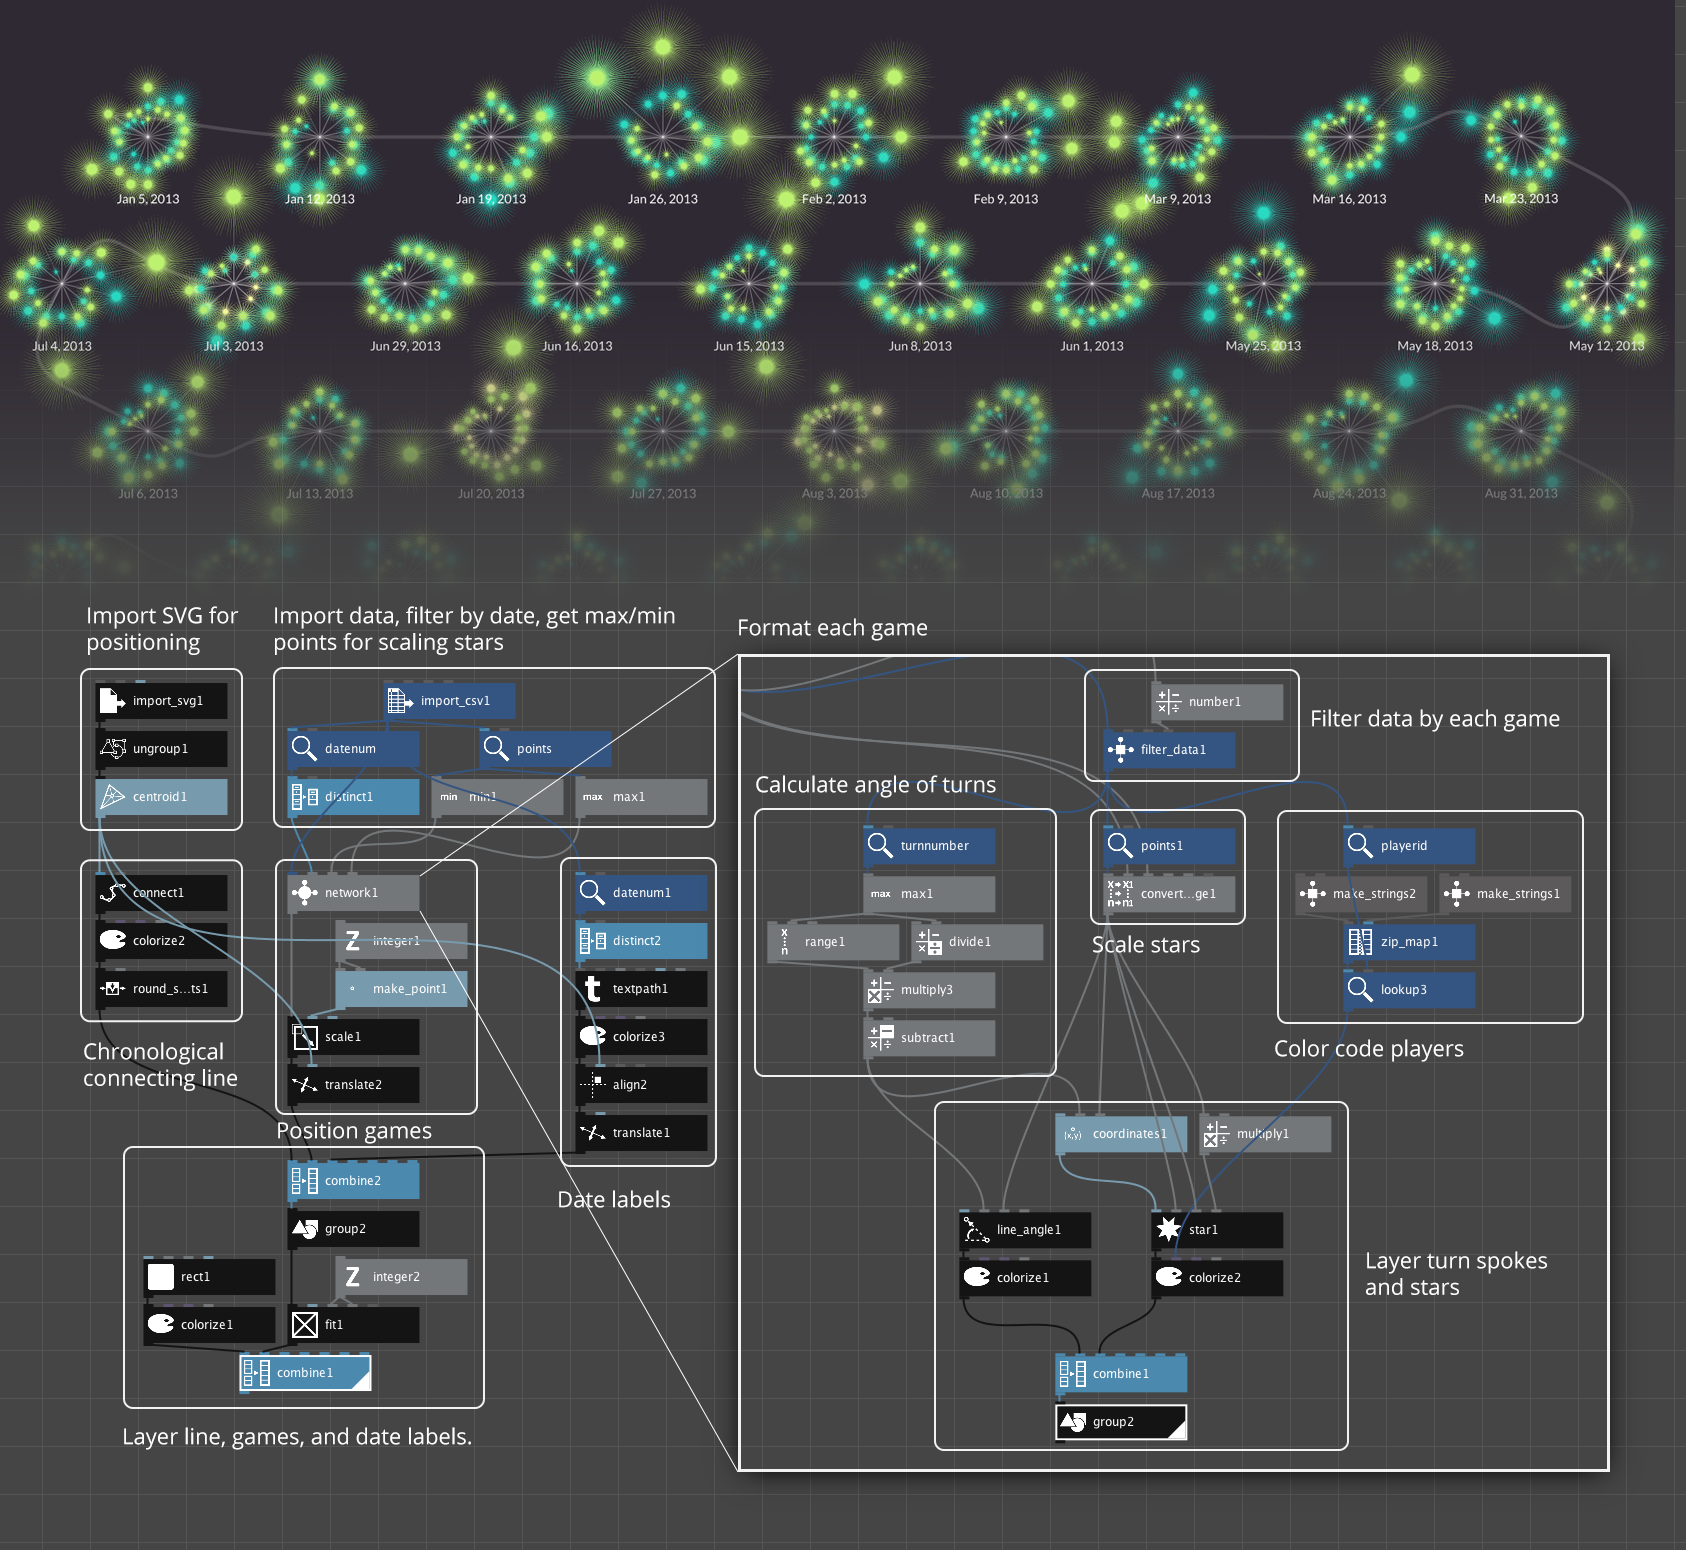 Jan 5, 2013
Jan 12, 2013
Jan 19, 2013
Jan 26, 2013
Feb 2, 2013
Feb 9, 2013
Mar 9, 2013
Mar 16, 2013
Mar 23, 2013
Jul 4, 2013
Jul 3, 2013
Jun 29, 2013
Jun 16, 2013
Jun 15, 2013
Jun 8, 2013
Jun 1, 2013
May 25, 2013
May 18, 2013
May 12, 2013
Jul 6, 2013
Jul 13, 2013
Jul 20, 2013
Jul 27, 2013
Aug 3, 2013
Aug 10, 2013
Aug 17, 2013
Aug 24, 2013
Aug 31, 2013
Import SVG for
positioning
import_svg1
ungroup1
centroid1
Import data, filter by date, get max/min
points for scaling stars
import_csv1
datenum
points
distinct1
min
min1
max
max1
connect1
colorize2
round_s...ts1
Chronological
connecting line
network1
Z
integer1
make_point1
scale1
translate2
Position games
datenum1
distinct2
t
textpath1
colorize3
align2
translate1
Date labels
combine2
group2
rect1
Z
integer2
colorize1
fit1
combine1
Layer line, games, and date labels.
Format each game
number1
filter_data1
Filter data by each game
Calculate angle of turns
turnnumber
max
max1
x
n
range1
divide1
multiply3
subtract1
points1
x→x1
n→n1
convert...ge1
Scale stars
playerid
make_strings2
make_strings1
zip_map1
lookup3
Color code players
(x,y)
coordinates1
multiply1
line_angle1
star1
colorize1
colorize2
combine1
group2
Layer turn spokes
and stars